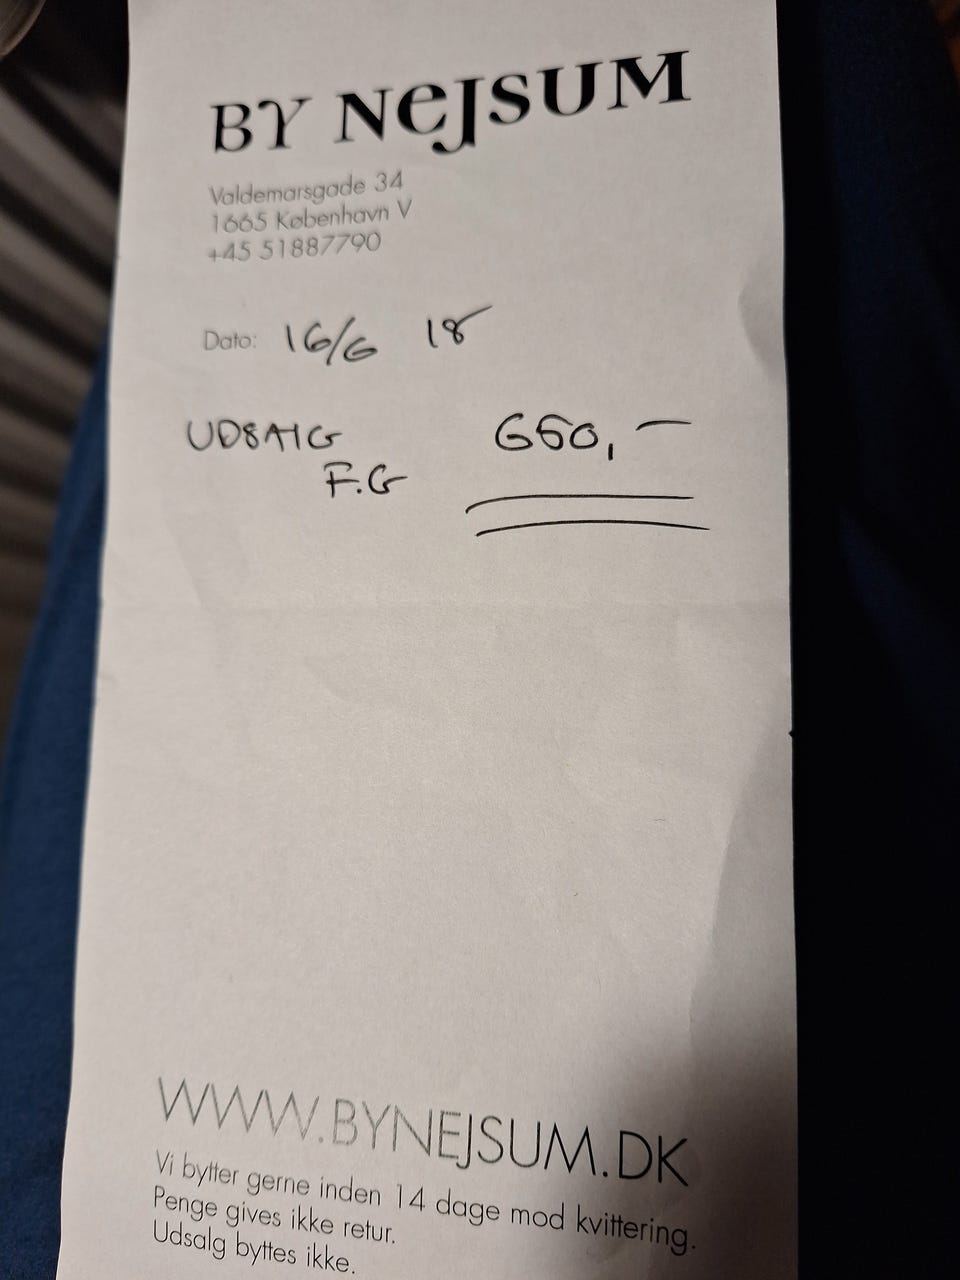 BY NEJSUM
Valdemarsgade 34
1665 København V
+45 51887790
Dato: 16/6 18
UDSALG 660,-
F.G
WWW.BYNEJSUM.DK
Vi bytter gerne inden 14 dage mod kvittering.
Penge gives ikke retur.
Udsalg byttes ikke.